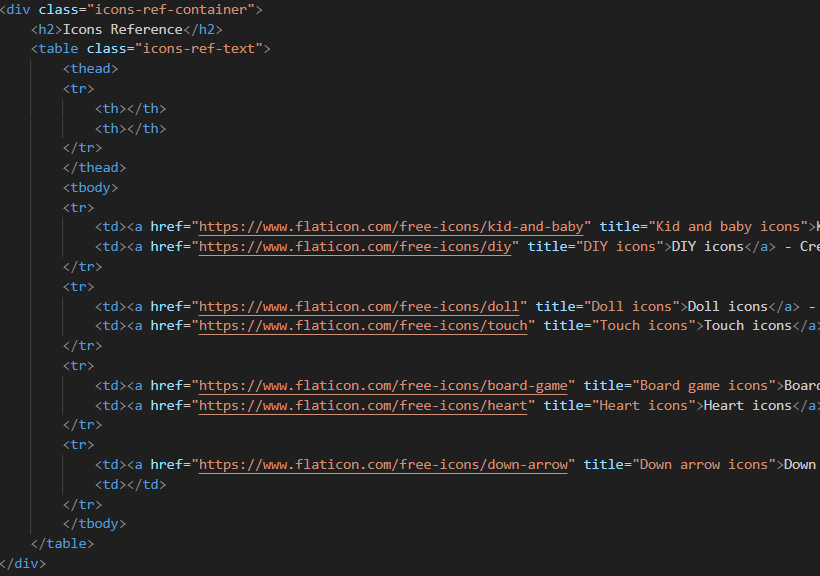 <div class="icons-ref-container">
<h2>Icons Reference</h2>
<table class="icons-ref-text">
<thead>
<tr>
<th></th>
<th></th>
</tr>
</thead>
<tbody>
<tr>
<td><a href="https://www.flaticon.com/free-icons/kid-and-baby" title="Kid and baby icons">K
<td><a href="https://www.flaticon.com/free-icons/diy" title="DIY icons">DIY icons</a> - Cre
</tr>
<tr>
<td><a href="https://www.flaticon.com/free-icons/doll" title="Doll icons">Doll icons</a> -
<td><a href="https://www.flaticon.com/free-icons/touch" title="Touch icons">Touch icons</a>
</tr>
<tr>
<td><a href="https://www.flaticon.com/free-icons/board-game" title="Board game icons">Board
<td><a href="https://www.flaticon.com/free-icons/heart" title="Heart icons">Heart icons</a>
</tr>
<tr>
<td><a href="https://www.flaticon.com/free-icons/down-arrow" title="Down arrow icons">Down
<td></td>
</tr>
</tbody>
</table>
</div>